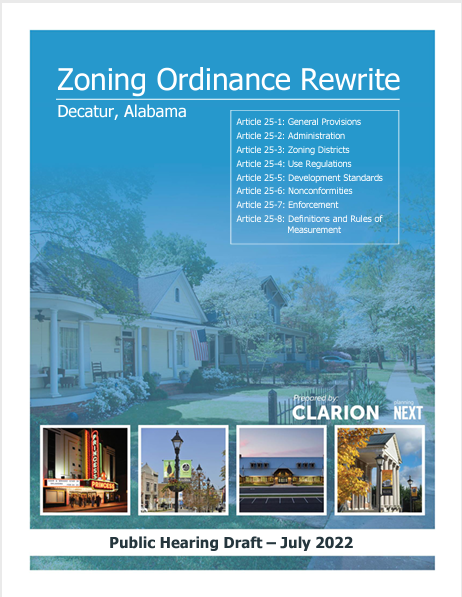 Zoning Ordinance Rewrite
Decatur, Alabama
Article 25-1: General Provisions
Article 25-2: Administration
Article 25-3: Zoning Districts
Article 25-4: Use Regulations
Article 25-5: Development Standards
Article 25-6: Nonconformities
Article 25-7: Enforcement
Article 25-8: Definitions and Rules of
Measurement
Prepared by:
CLARION
planning
NEXT
PRINCESS
PRINCESS
Public Hearing Draft – July 2022